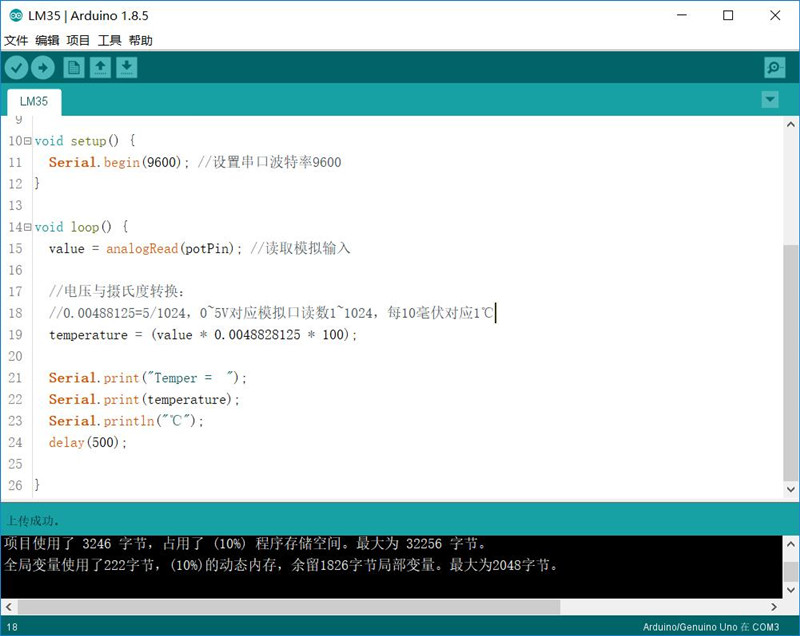 LM35 | Arduino 1.8.5
文件 编辑 项目 工具 帮助
LM35
9
10 void setup() {
11 Serial.begin(9600); //设置串口波特率9600
12 }
13
14 void loop() {
15 value = analogRead(potPin); //读取模拟输入
16
17 //电压与摄氏度转换:
18 //0.00488125=5/1024, 0~5V对应模拟口读数1~1024, 每10毫伏对应1℃
19 temperature = (value * 0.0048828125 * 100);
20
21 Serial.print("Temper =  ");
22 Serial.print(temperature);
23 Serial.println("℃");
24 delay(500);
25
26 }
上传成功。
项目使用了 3246 字节，占用了 (10%) 程序存储空间。最大为 32256 字节。
全局变量使用了222字节，(10%)的动态内存，余留1826字节局部变量。最大为2048字节。
18 Arduino/Genuino Uno 在 COM3